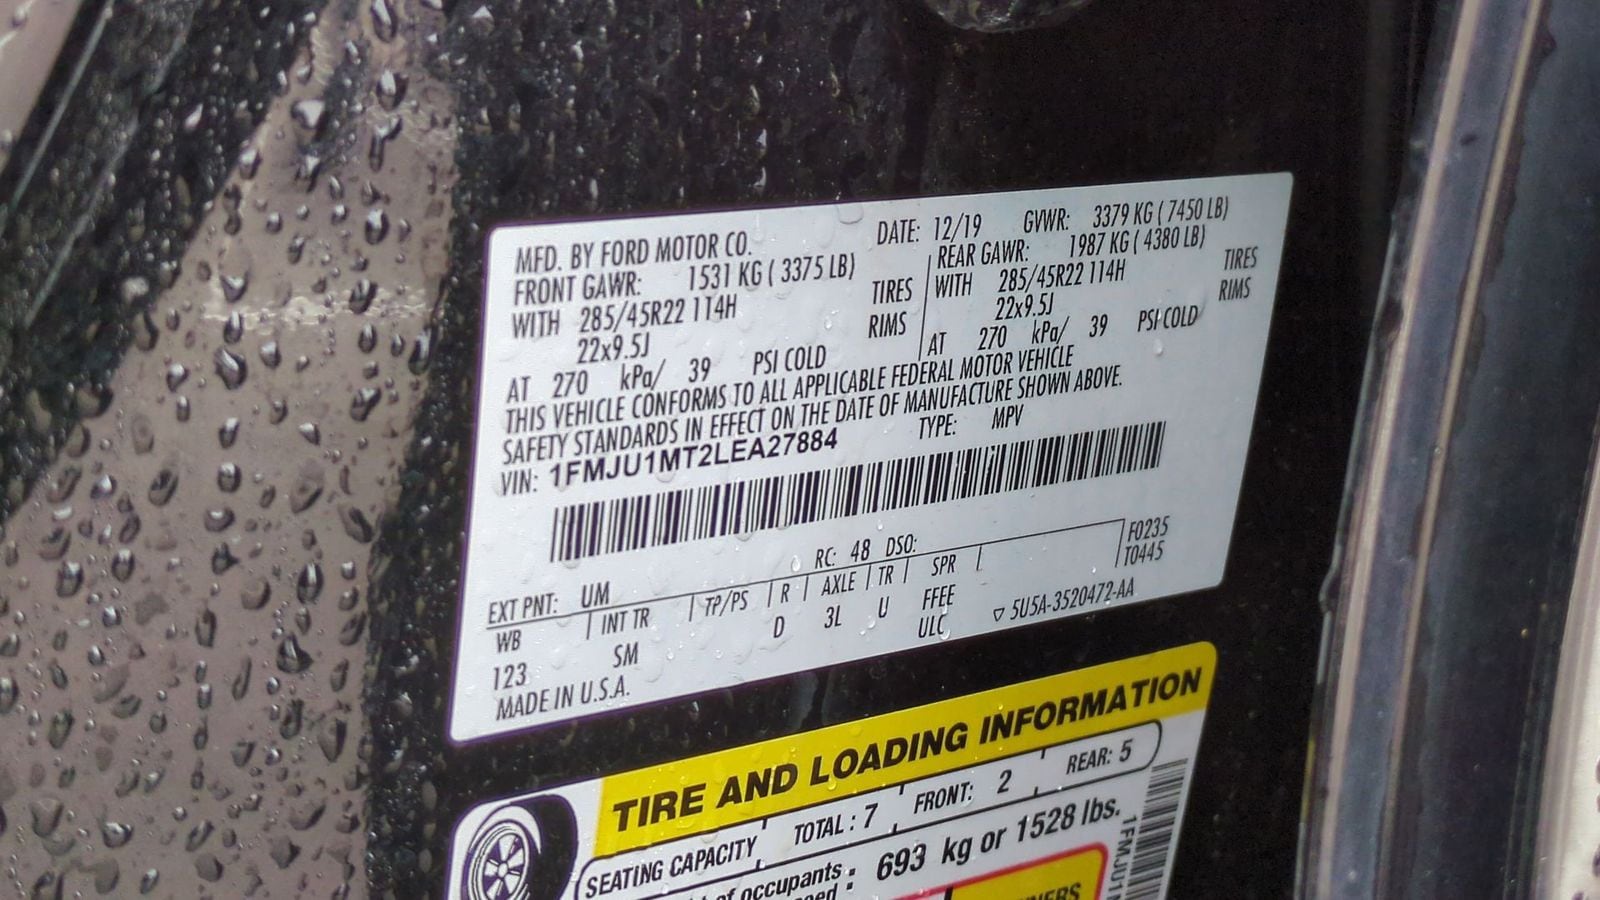 MFD. BY FORD MOTOR CO.
DATE: 12/19 GVWR: 3379 KG ( 7450 LB)
FRONT GAWR: 1531 KG ( 3375 LB)
WITH 285/45R22 114H TIRES
22x9.5J RIMS
AT 270 kPa/ 39 PSI COLD
REAR GAWR: 1987 KG ( 4380 LB)
WITH 285/45R22 114H TIRES
22x9.5J RIMS
AT 270 kPa/ 39 PSI COLD
THIS VEHICLE CONFORMS TO ALL APPLICABLE FEDERAL MOTOR VEHICLE
SAFETY STANDARDS IN EFFECT ON THE DATE OF MANUFACTURE SHOWN ABOVE.
VIN: 1FMJU1MT2LEA27884 TYPE: MPV
EXT PNT: UM RC: 48 DSO: F0235
WB INT TR TP/PS R AXLE TR SPR T0445
123 SM D 3L U FFEE
ULC
MADE IN U.S.A. 5U5A-3520472-AA
TIRE AND LOADING INFORMATION
SEATING CAPACITY TOTAL : 7 FRONT: 2 REAR: 5
of occupants 693 kg or 1528 lbs.
1FMJU1